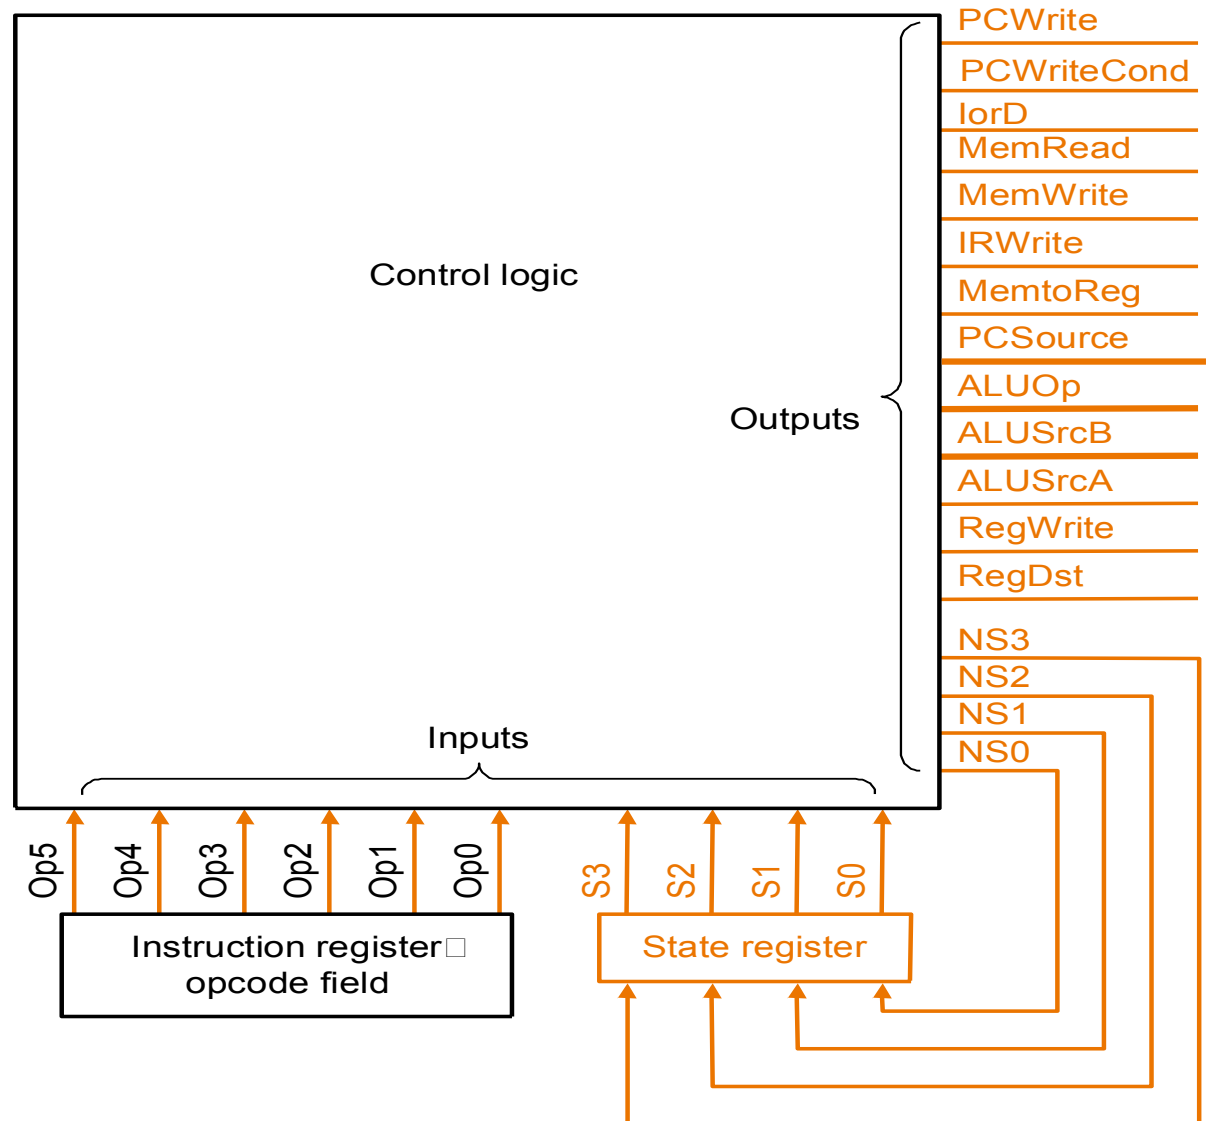 PCWrite
PCWriteCond
IorD
MemRead
MemWrite
IRWrite
MemtoReg
PCSource
ALUOp
ALUSrcB
ALUSrcA
RegWrite
RegDst
NS3
NS2
NS1
NS0
Control logic
Outputs
Inputs
Op5
Op4
Op3
Op2
Op1
Op0
S3
S2
S1
S0
Instruction register□
opcode field
State register